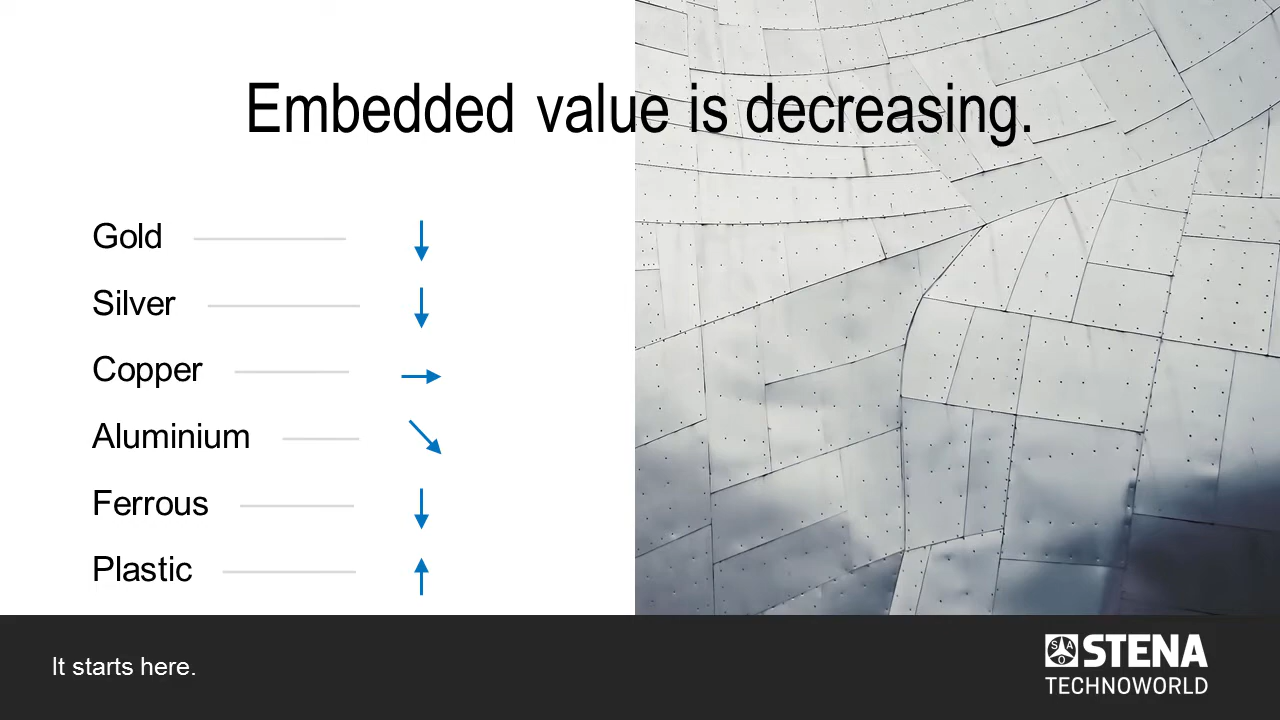 Embedded value is decreasing.
Gold
Silver
Copper
Aluminium
Ferrous
Plastic
It starts here.
S A O STENA
TECHNOWORLD